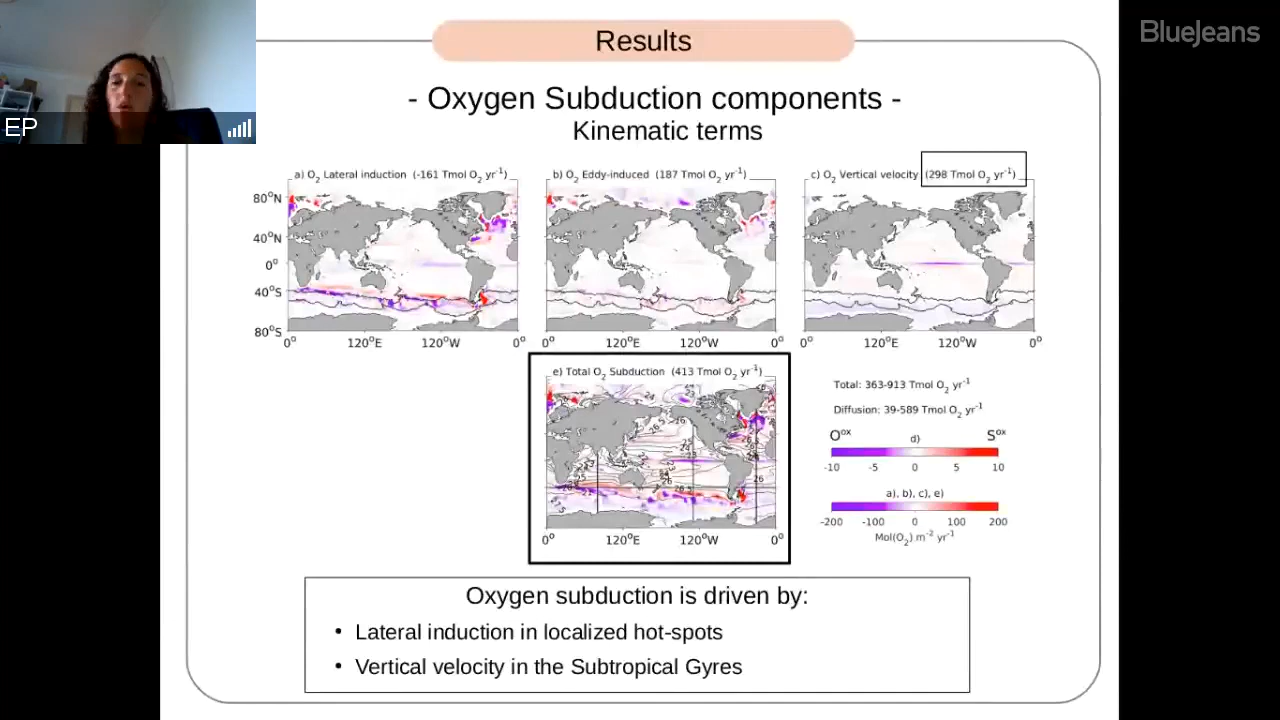 BlueJeans
EP
Results
- Oxygen Subduction components -
Kinematic terms
a) O2 Lateral induction (-161 Tmol O2 yr-1)
b) O2 Eddy-induced (187 Tmol O2 yr-1)
c) O2 Vertical velocity (298 Tmol O2 yr-1)
80°N
40°N
0°
40°S
80°S
0° 120°E 120°W 0° 120°E 120°W 0° 0° 120°E 120°W 0°
e) Total O2 Subduction (413 Tmol O2 yr-1)
0° 120°E 120°W 0°
Total: 363-913 Tmol O2 yr-1
Diffusion: 39-589 Tmol O2 yr-1
Oox d) Sox
-10 -5 0 5 10
a), b), c), e)
-200 -100 0 100 200
Mol(O2) m-2 yr-1
Oxygen subduction is driven by:
• Lateral induction in localized hot-spots
• Vertical velocity in the Subtropical Gyres